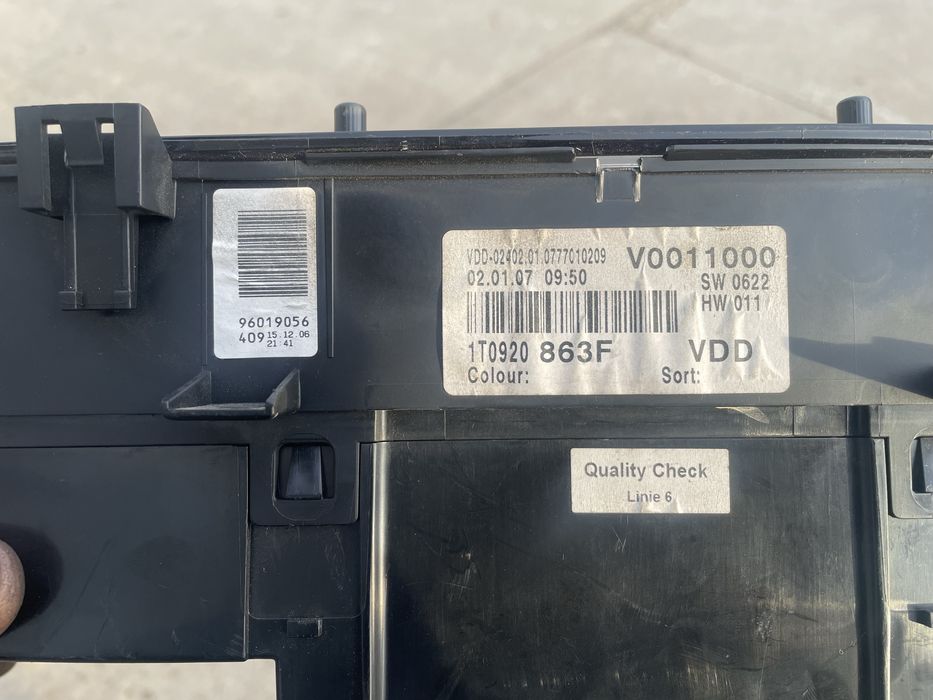 96019056
409 15.12.06
21:41
VDD-02402.01.0777010209 V0011000
02.01.07 09:50 SW 0622
HW 011
1T0920 863F VDD
Colour: Sort:
Quality Check
Linie 6